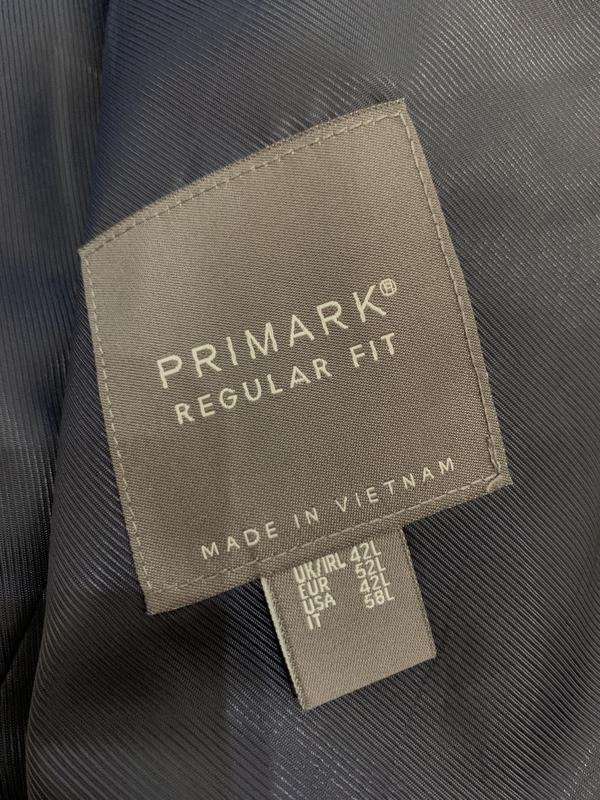 PRIMARK®
REGULAR FIT
MADE IN VIETNAM
UK/IRL 42L
EUR 52L
USA 42L
IT 58L